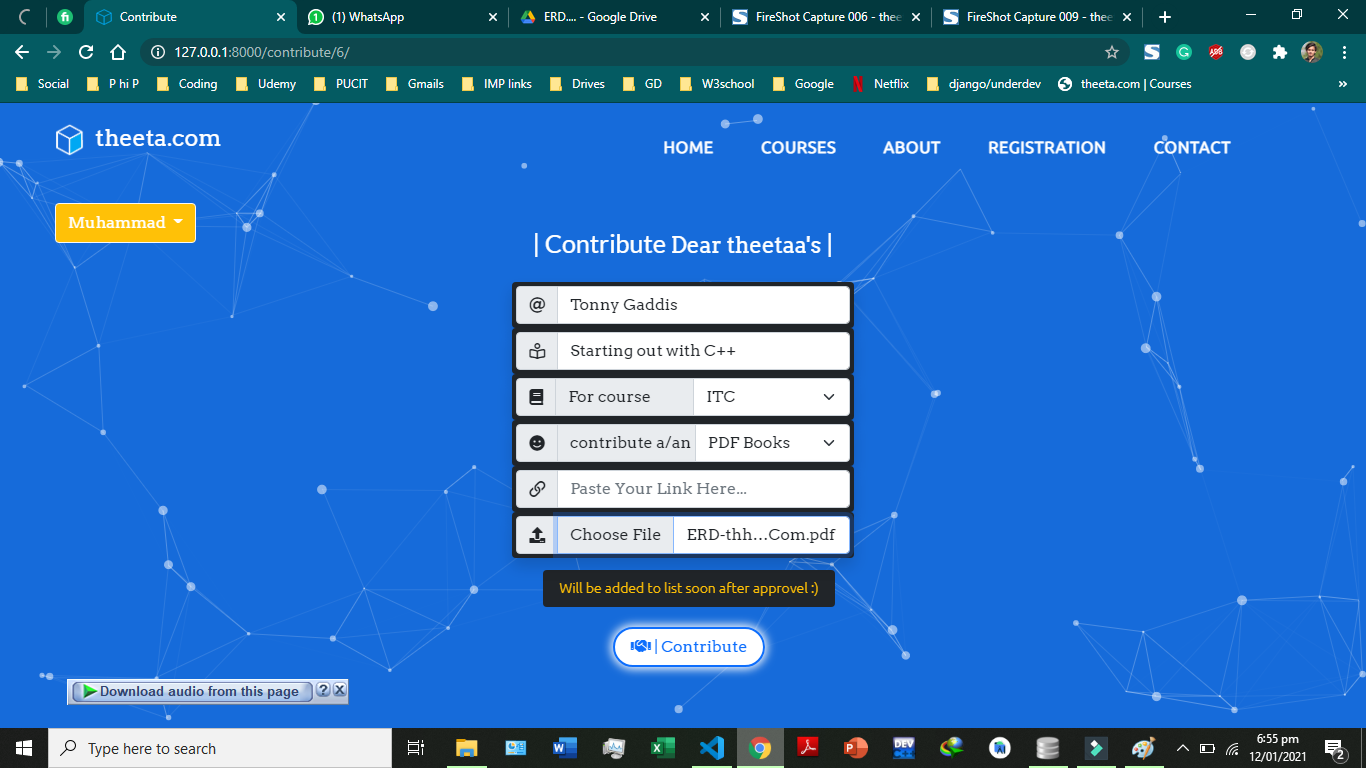 Contribute
(1) WhatsApp
ERD.... - Google Drive
FireShot Capture 006 - thee
FireShot Capture 009 - thee
127.0.0.1:8000/contribute/6/
Social
P hi P
Coding
Udemy
PUCIT
Gmails
IMP links
Drives
GD
W3school
Google
Netflix
django/underdev
theeta.com | Courses
»
theeta.com
HOME
COURSES
ABOUT
REGISTRATION
CONTACT
Muhammad
| Contribute Dear theetaa's |
@ Tonny Gaddis
Starting out with C++
For course ITC
contribute a/an PDF Books
Paste Your Link Here...
Choose File ERD-thh...Com.pdf
Will be added to list soon after approvel :)
| Contribute
Download audio from this page ? X
Type here to search
DEV
6:55 pm
12/01/2021
2